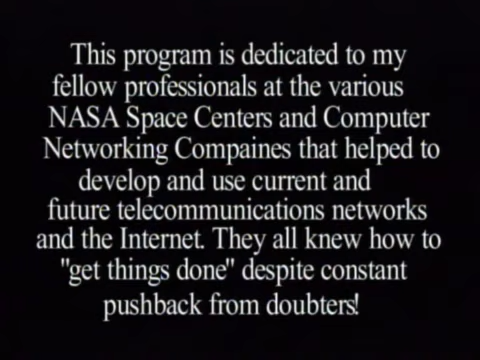 This program is dedicated to my
fellow professionals at the various
NASA Space Centers and Computer
Networking Compaines that helped to
develop and use current and
future telecommunications networks
and the Internet. They all knew how to
"get things done" despite constant
pushback from doubters!